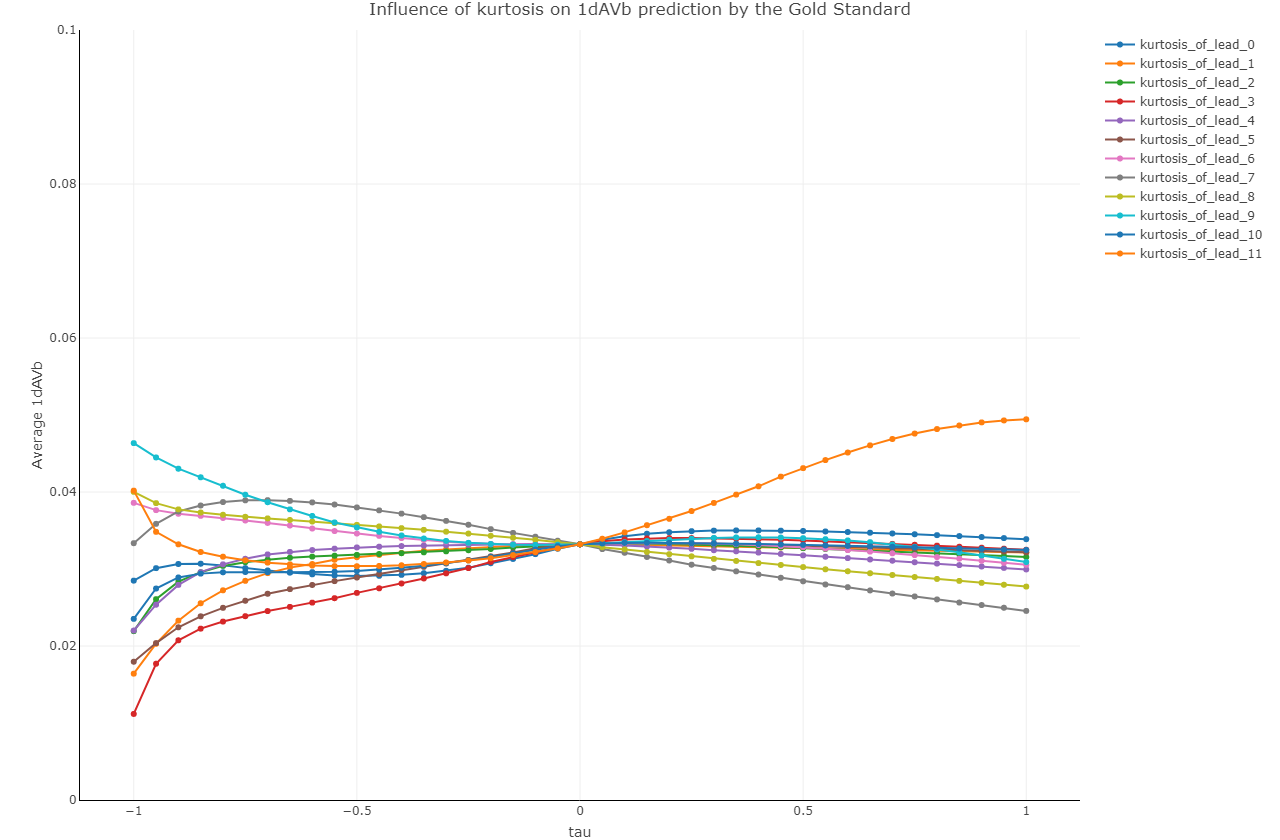 Influence of kurtosis on 1dAVb prediction by the Gold Standard
0.1
0.08
0.06
0.04
0.02
0
Average 1dAVb
−1
−0.5
0
0.5
1
tau
kurtosis_of_lead_0
kurtosis_of_lead_1
kurtosis_of_lead_2
kurtosis_of_lead_3
kurtosis_of_lead_4
kurtosis_of_lead_5
kurtosis_of_lead_6
kurtosis_of_lead_7
kurtosis_of_lead_8
kurtosis_of_lead_9
kurtosis_of_lead_10
kurtosis_of_lead_11